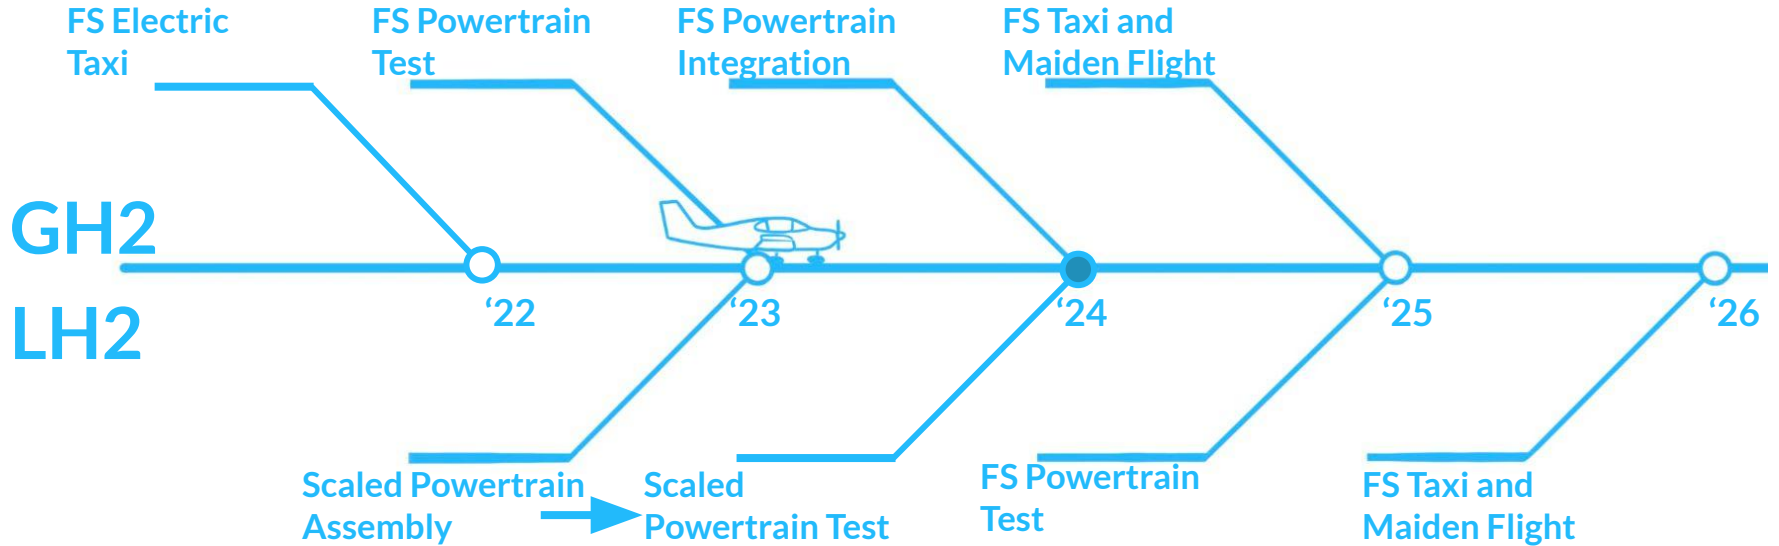 FS Electric
Taxi
FS Powertrain
Test
FS Powertrain
Integration
FS Taxi and
Maiden Flight
GH2
LH2
‘22
‘23
‘24
‘25
‘26
Scaled Powertrain
Assembly
Scaled
Powertrain Test
FS Powertrain
Test
FS Taxi and
Maiden Flight